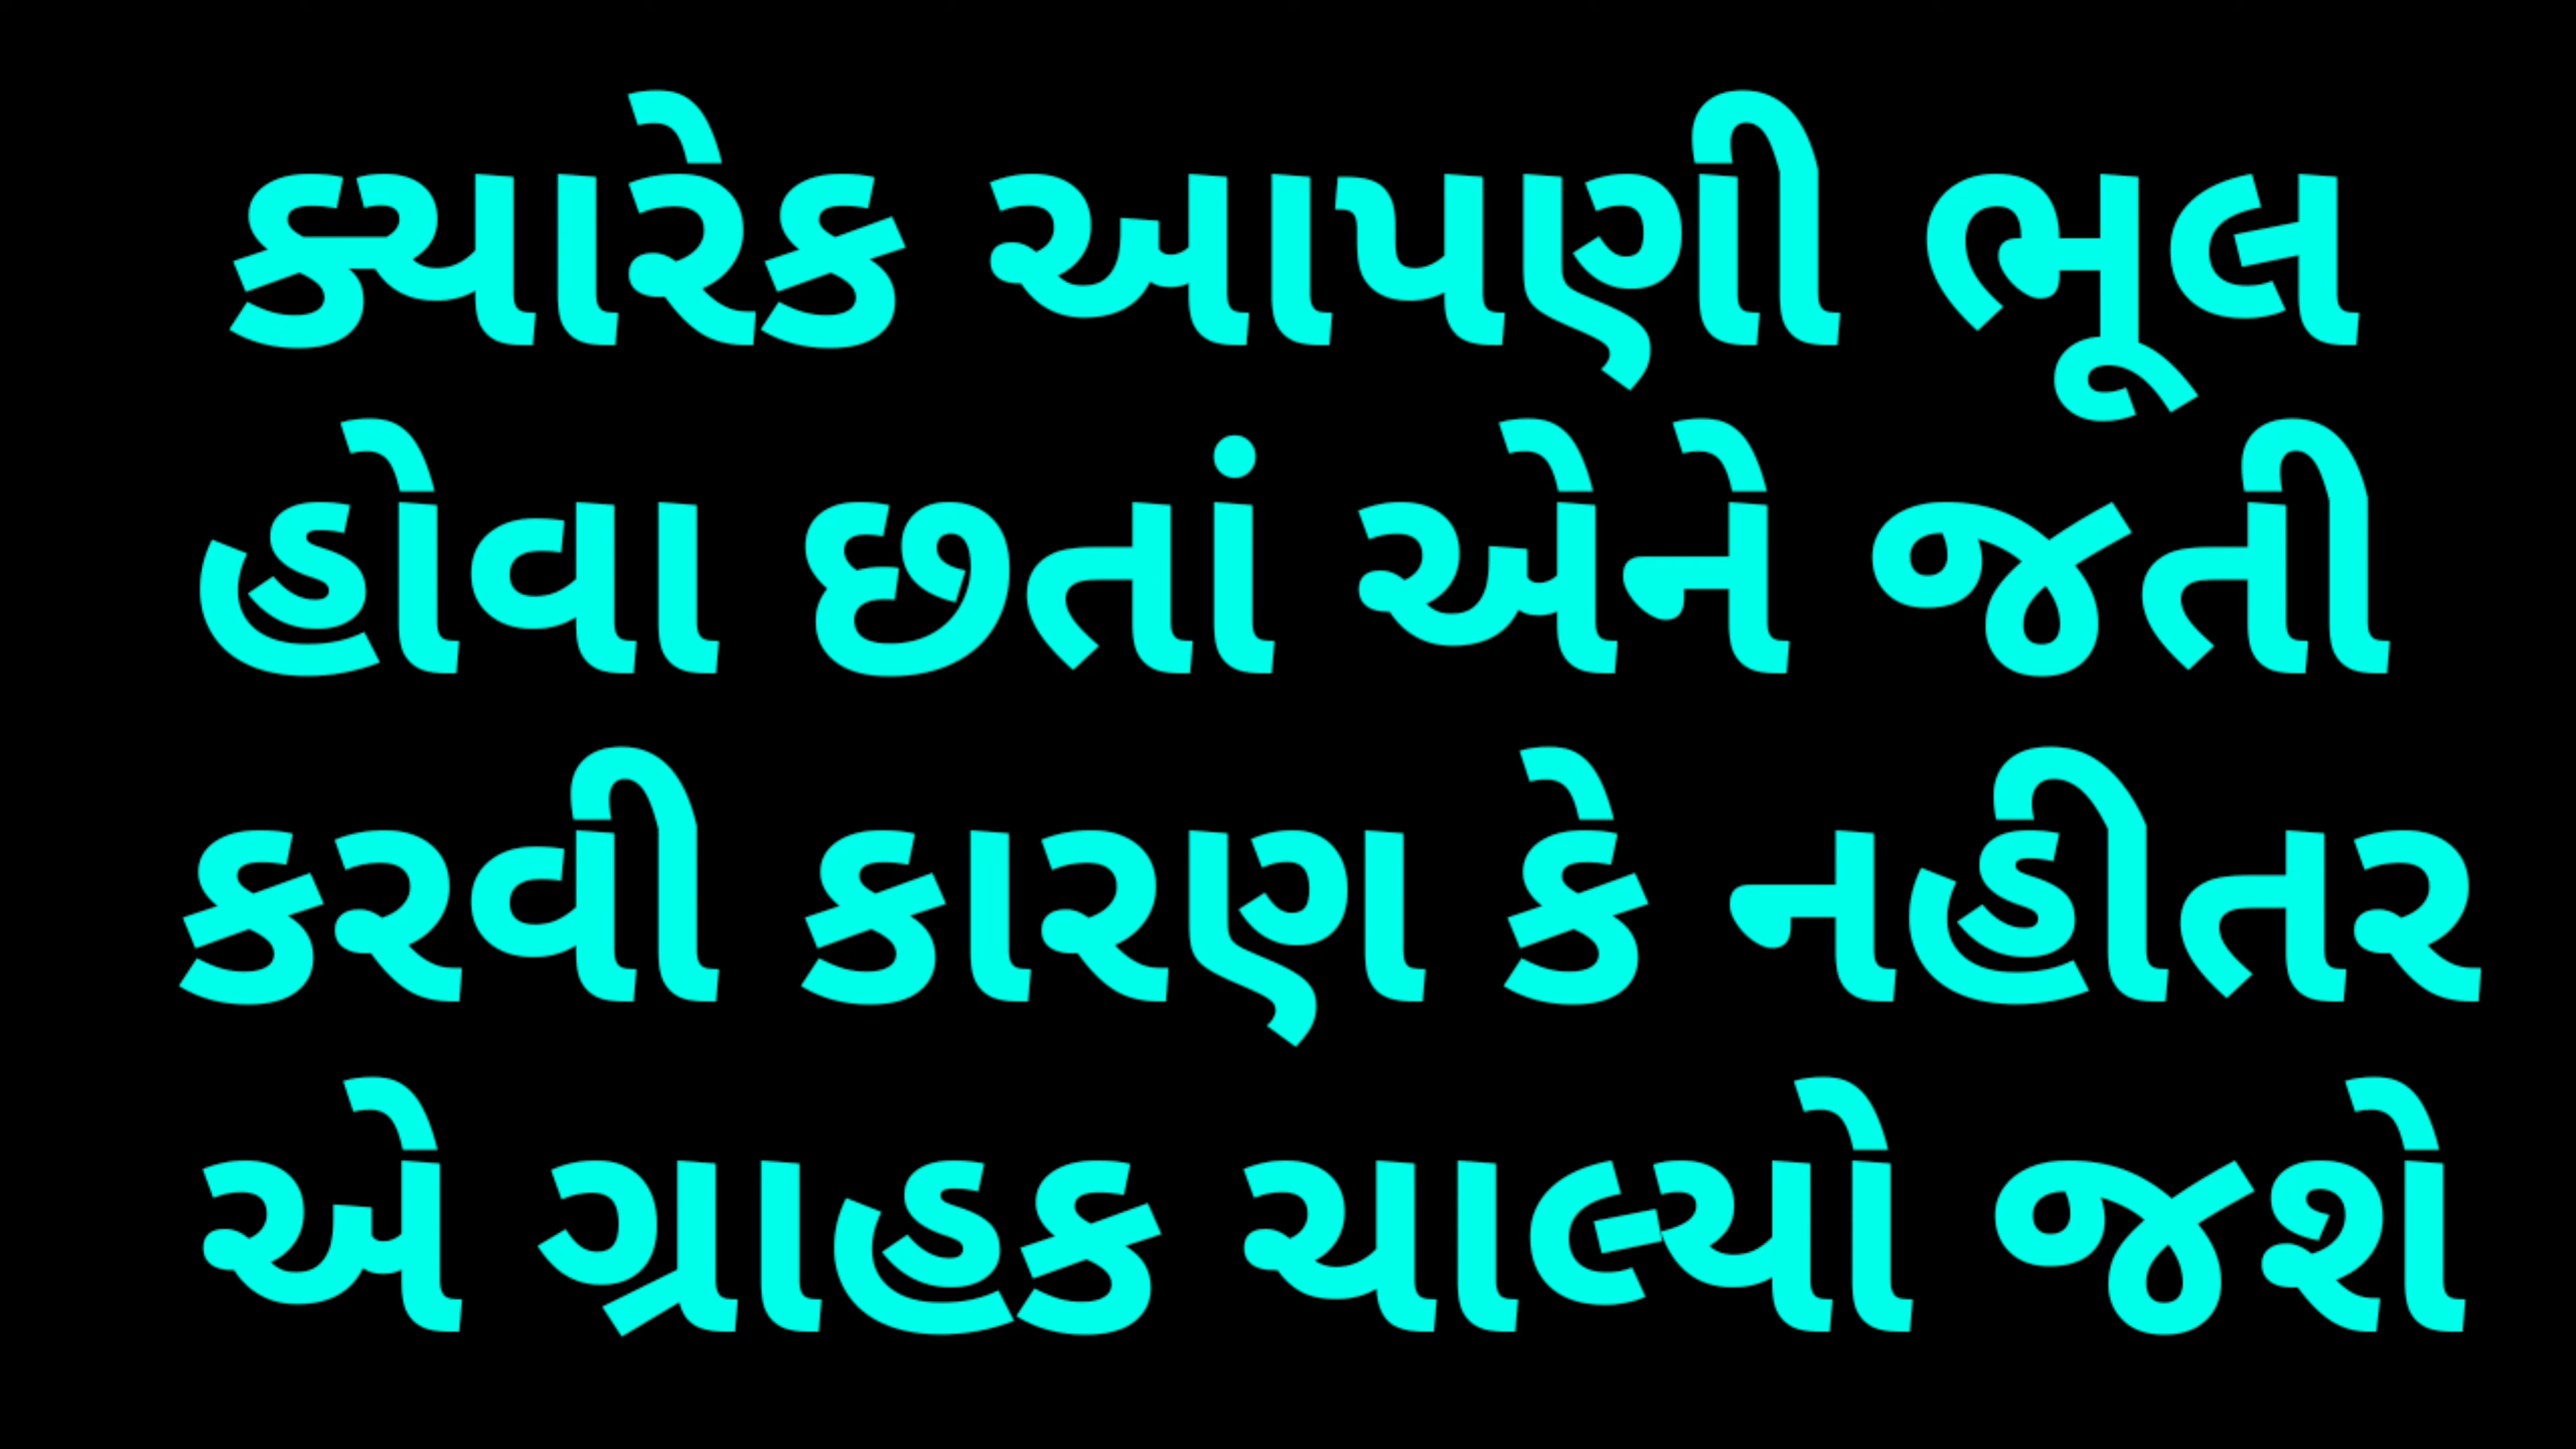 ક્યારેક આપણી ભૂલ
હોવા છતાં એને જતી
કરવી કારણ કે નહીતર
એ ગ્રાહક ચાલ્યો જશે